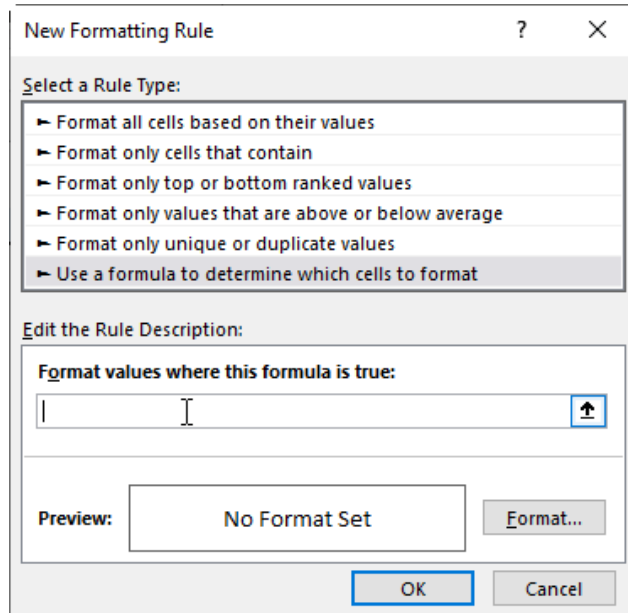 New Formatting Rule ?
Select a Rule Type:
► Format all cells based on their values
► Format only cells that contain
► Format only top or bottom ranked values
► Format only values that are above or below average
► Format only unique or duplicate values
► Use a formula to determine which cells to format
Edit the Rule Description:
Format values where this formula is true:
Preview: No Format Set Format...
OK Cancel